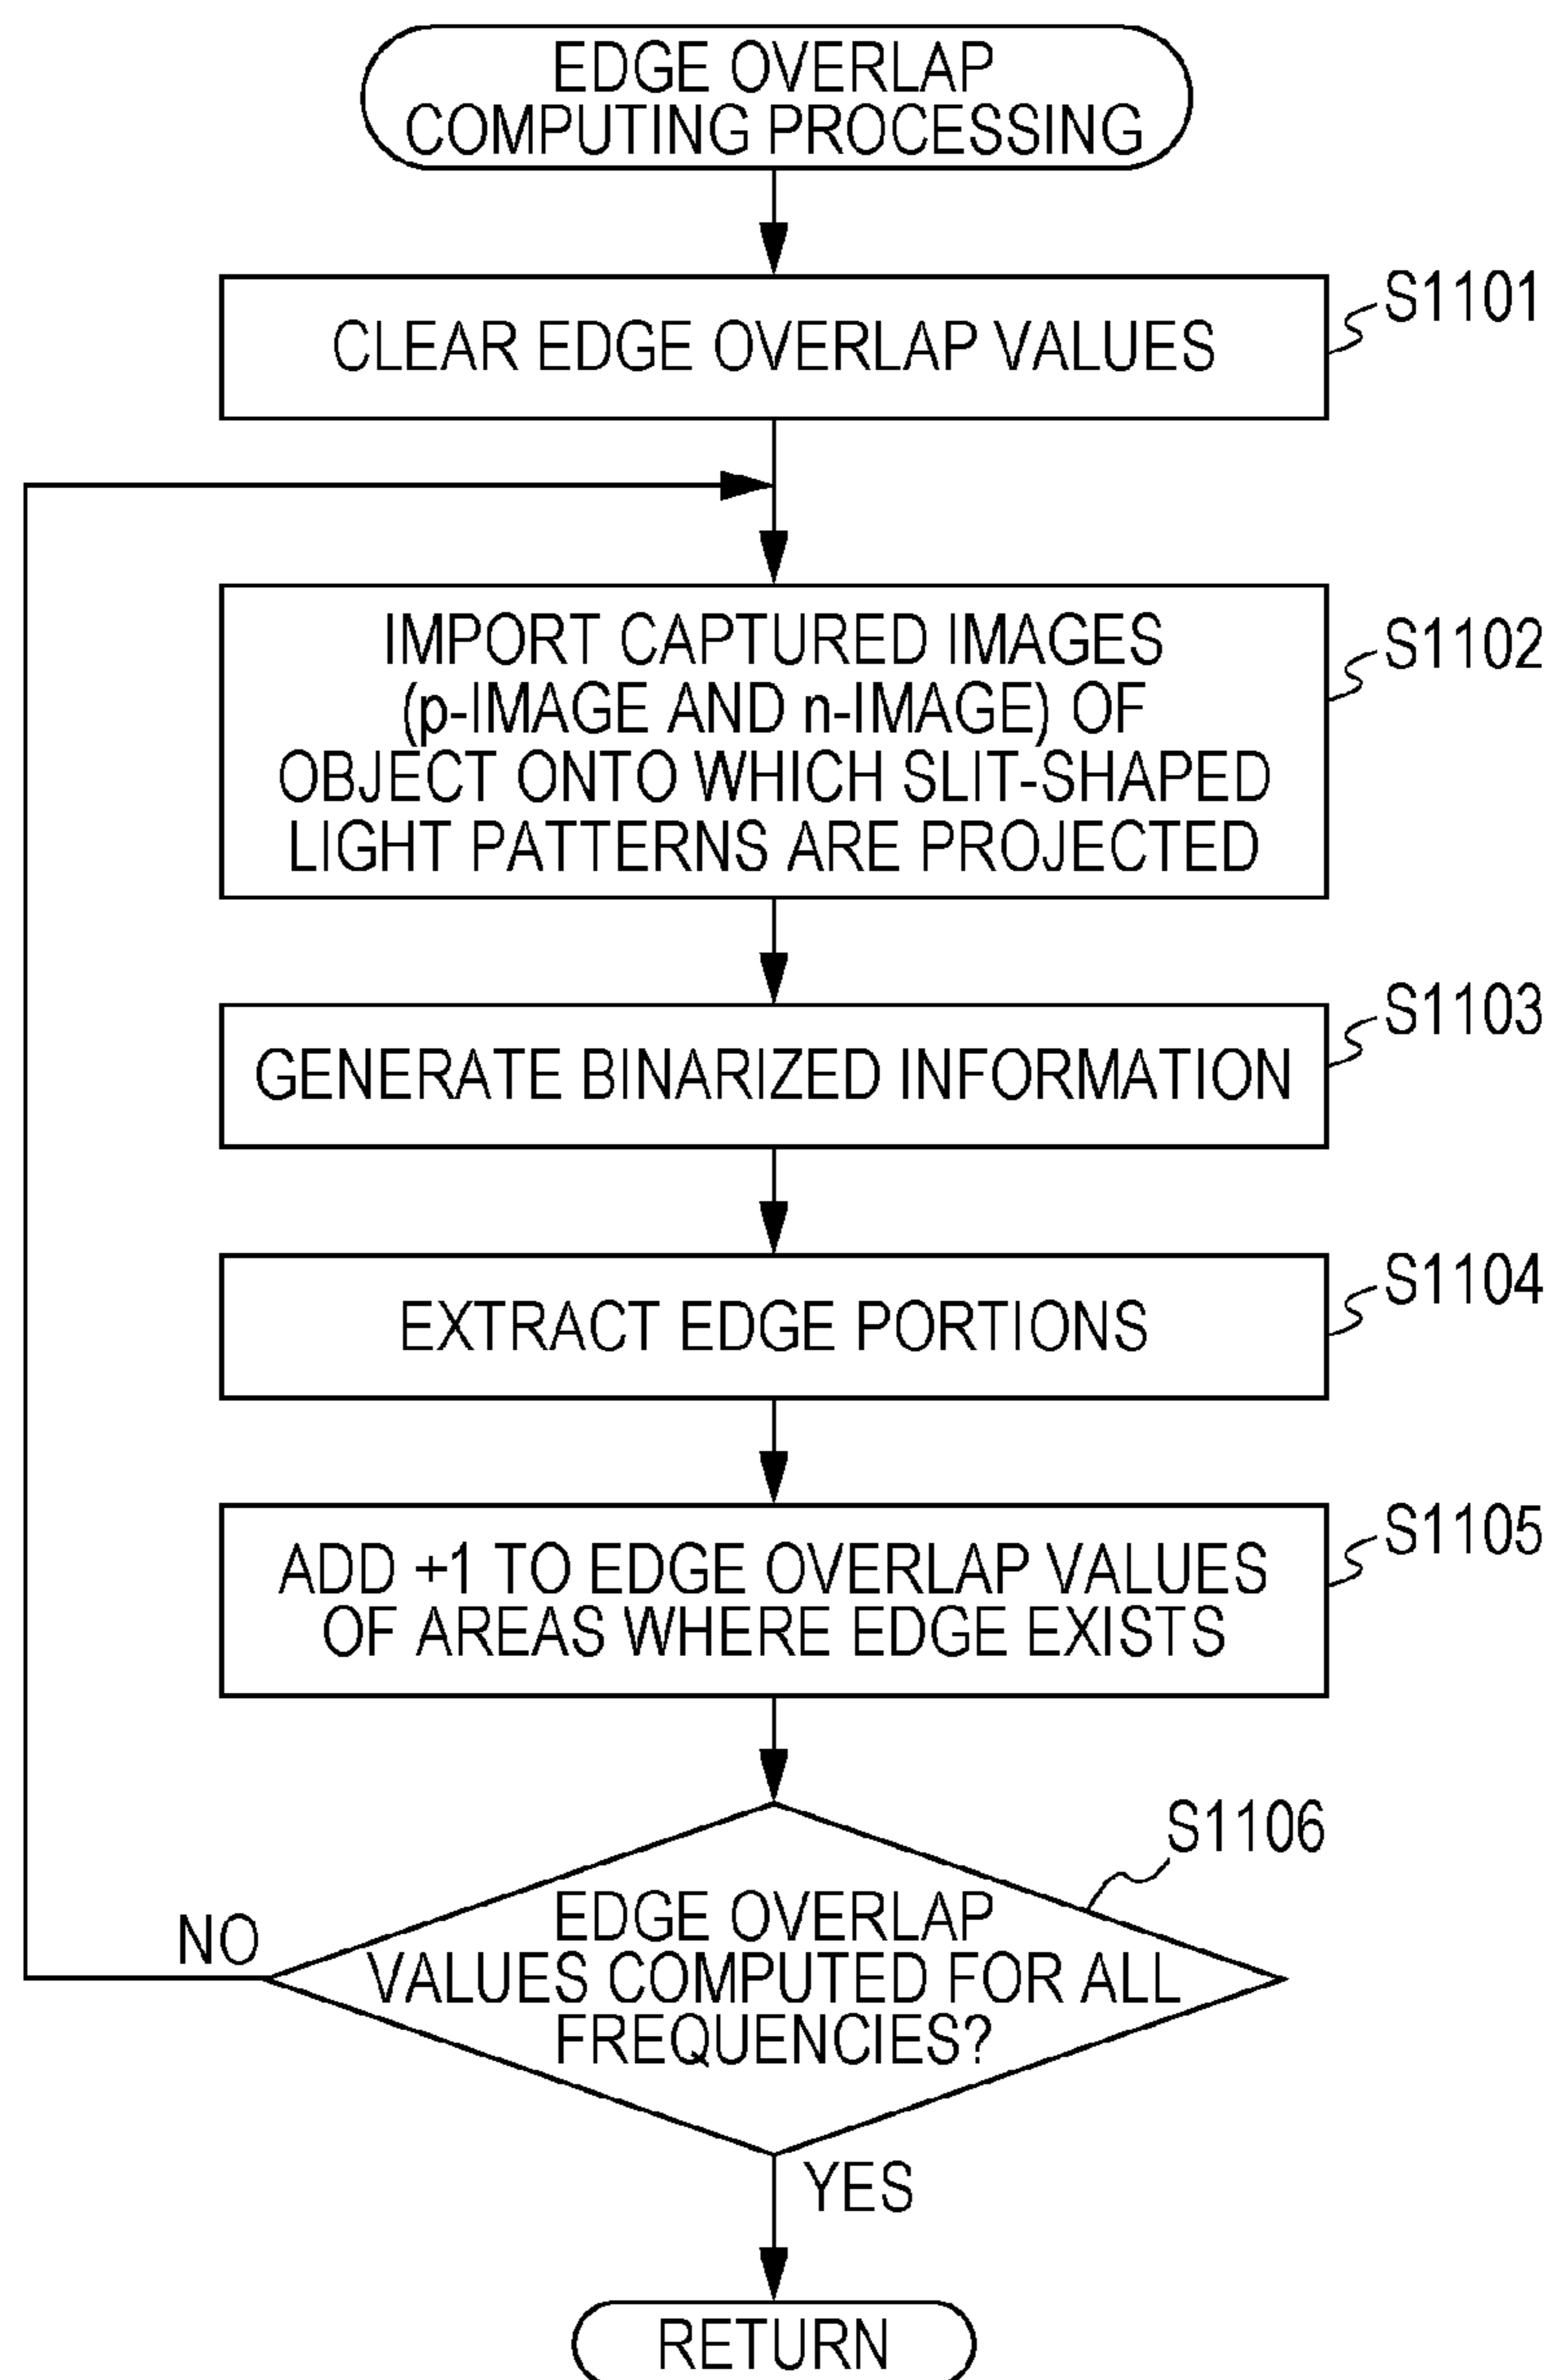 EDGE OVERLAP
COMPUTING PROCESSING
S1101
CLEAR EDGE OVERLAP VALUES
S1102
IMPORT CAPTURED IMAGES
(p-IMAGE AND n-IMAGE) OF
OBJECT ONTO WHICH SLIT-SHAPED
LIGHT PATTERNS ARE PROJECTED
S1103
GENERATE BINARIZED INFORMATION
S1104
EXTRACT EDGE PORTIONS
S1105
ADD +1 TO EDGE OVERLAP VALUES
OF AREAS WHERE EDGE EXISTS
S1106
EDGE OVERLAP
VALUES COMPUTED FOR ALL
FREQUENCIES?
NO
YES
RETURN